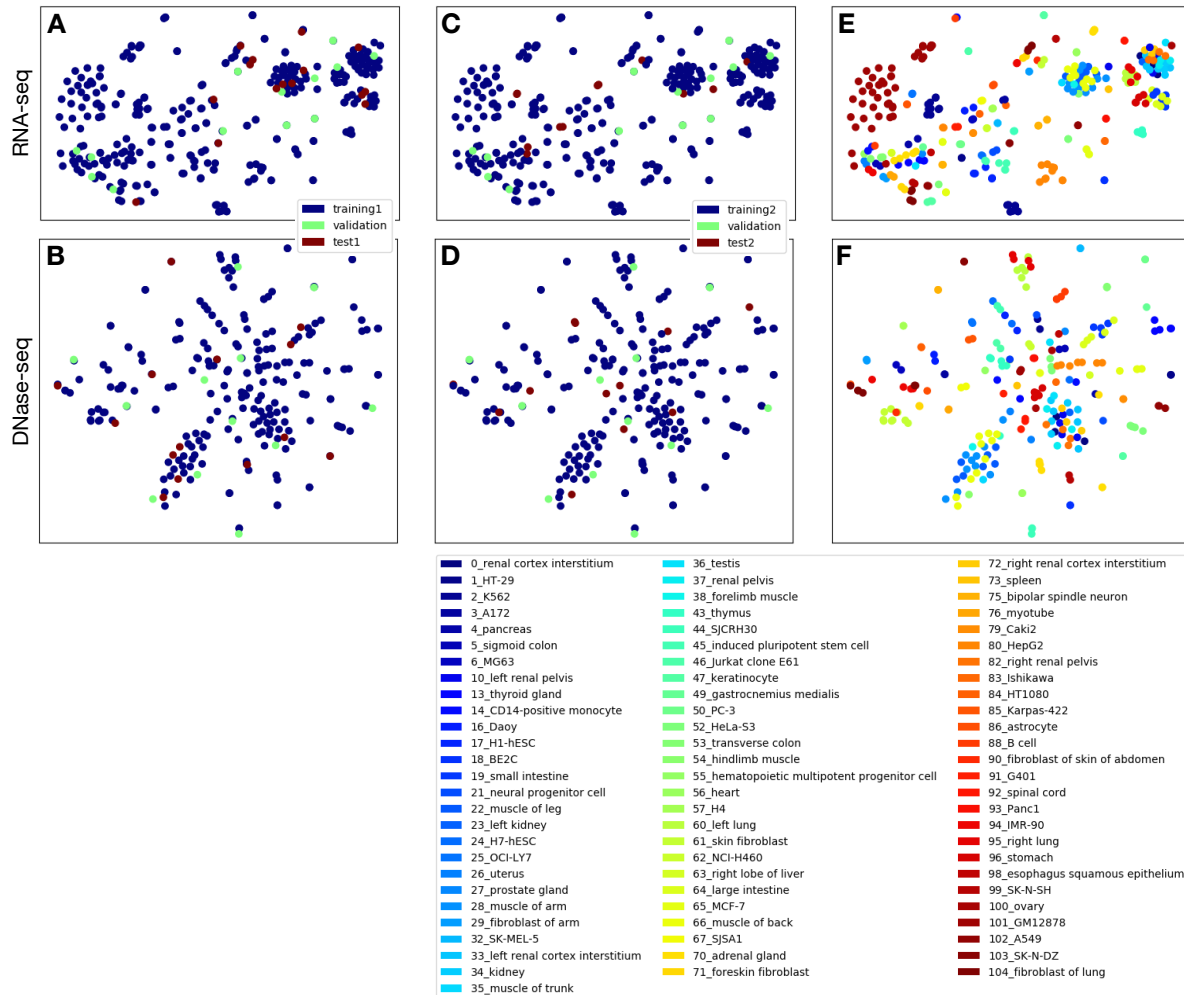 A
C
E
RNA-seq
training1
validation
test1
training2
validation
test2
B
D
F
DNase-seq
0_renal cortex interstitium
1_HT-29
2_K562
3_A172
4_pancreas
5_sigmoid colon
6_MG63
10_left renal pelvis
13_thyroid gland
14_CD14-positive monocyte
16_Daoy
17_H1-hESC
18_BE2C
19_small intestine
21_neural progenitor cell
22_muscle of leg
23_left kidney
24_H7-hESC
25_OCI-LY7
26_uterus
27_prostate gland
28_muscle of arm
29_fibroblast of arm
32_SK-MEL-5
33_left renal cortex interstitium
34_kidney
35_muscle of trunk
36_testis
37_renal pelvis
38_forelimb muscle
43_thymus
44_SJCRH30
45_induced pluripotent stem cell
46_Jurkat clone E61
47_keratinocyte
49_gastrocnemius medialis
50_PC-3
52_HeLa-S3
53_transverse colon
54_hindlimb muscle
55_hematopoietic multipotent progenitor cell
56_heart
57_H4
60_left lung
61_skin fibroblast
62_NCI-H460
63_right lobe of liver
64_large intestine
65_MCF-7
66_muscle of back
67_SJSA1
70_adrenal gland
71_foreskin fibroblast
72_right renal cortex interstitium
73_spleen
75_bipolar spindle neuron
76_myotube
79_Caki2
80_HepG2
82_right renal pelvis
83_Ishikawa
84_HT1080
85_Karpas-422
86_astrocyte
88_B cell
90_fibroblast of skin of abdomen
91_G401
92_spinal cord
93_Panc1
94_IMR-90
95_right lung
96_stomach
98_esophagus squamous epithelium
99_SK-N-SH
100_ovary
101_GM12878
102_A549
103_SK-N-DZ
104_fibroblast of lung